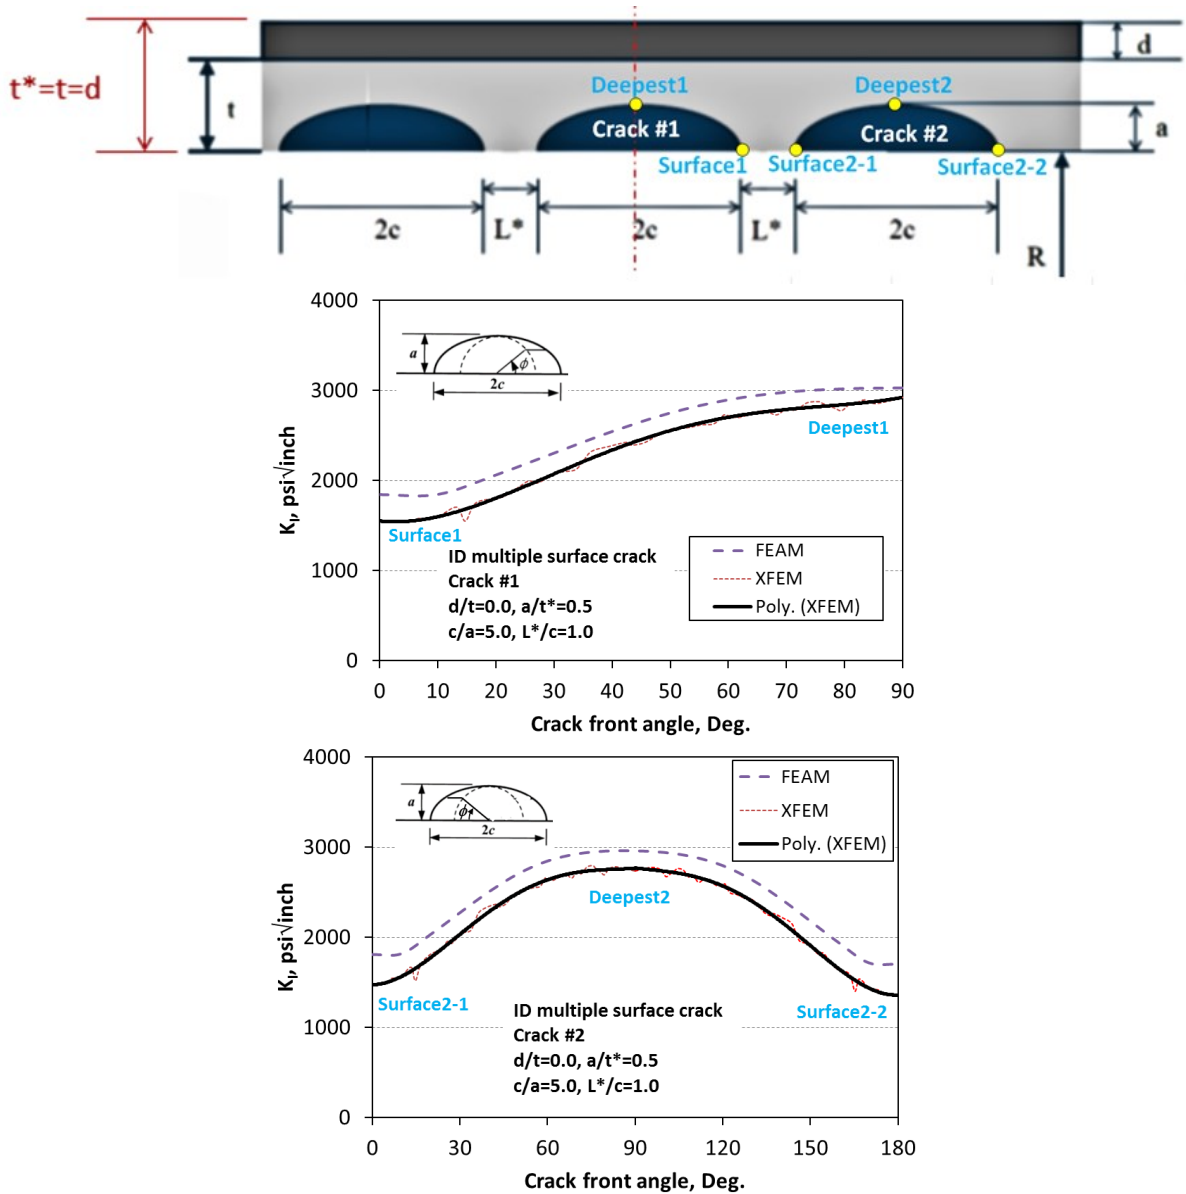 t*=t=d
t
d
a
Deepest1
Deepest2
Crack #1
Crack #2
Surface1
Surface2-1
Surface2-2
2c
L*
2c
L*
2c
R
4000
3000
2000
1000
0
K_I, psi√inch
a
ϕ
2c
Deepest1
Surface1
ID multiple surface crack
Crack #1
d/t=0.0, a/t*=0.5
c/a=5.0, L*/c=1.0
FEAM
XFEM
Poly. (XFEM)
0 10 20 30 40 50 60 70 80 90
Crack front angle, Deg.
4000
3000
2000
1000
0
K_I, psi√inch
a
ϕ
2c
FEAM
XFEM
Poly. (XFEM)
Deepest2
Surface2-1
Surface2-2
ID multiple surface crack
Crack #2
d/t=0.0, a/t*=0.5
c/a=5.0, L*/c=1.0
0 30 60 90 120 150 180
Crack front angle, Deg.